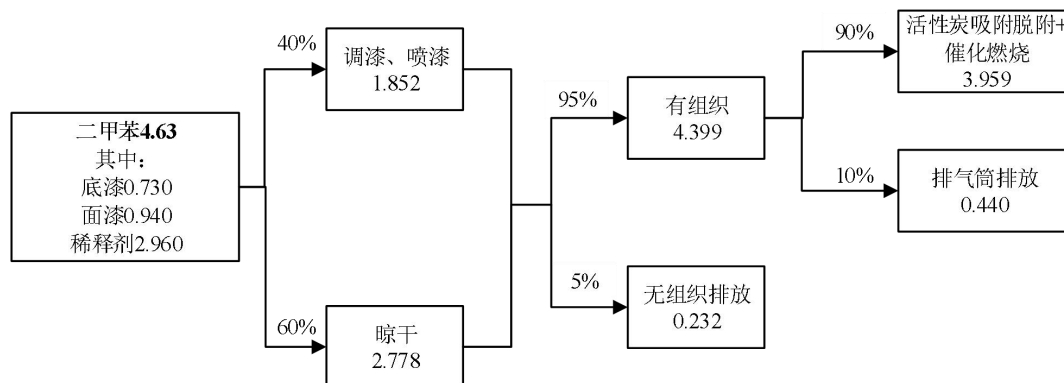 二甲苯4.63
其中：
底漆0.730
面漆0.940
稀释剂2.960
40%
调漆、喷漆
1.852
60%
晾干
2.778
95%
有组织
4.399
5%
无组织排放
0.232
90%
活性炭吸附脱附+
催化燃烧
3.959
10%
排气筒排放
0.440